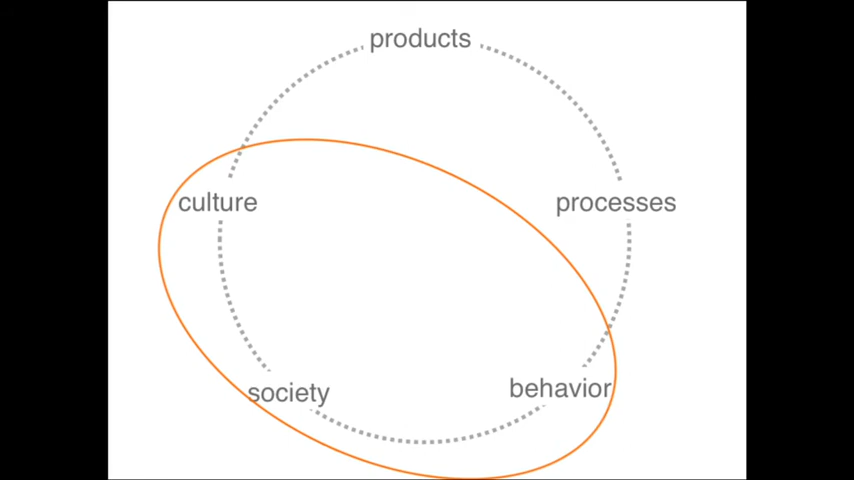 products
culture
processes
society
behavior